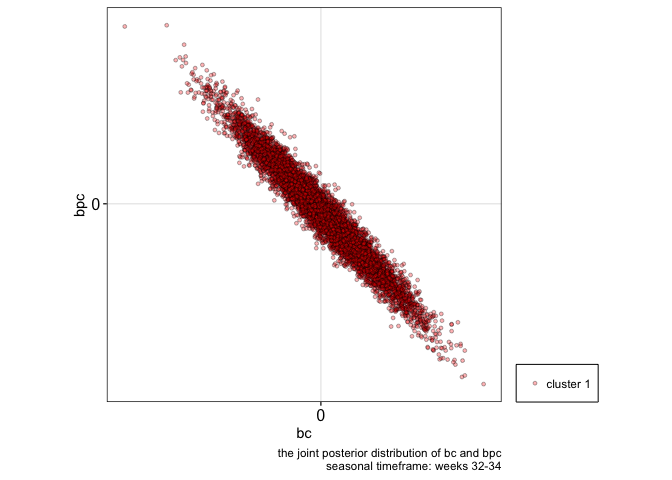 bpc
0
0
bc
cluster 1
the joint posterior distribution of bc and bpc
seasonal timeframe: weeks 32-34